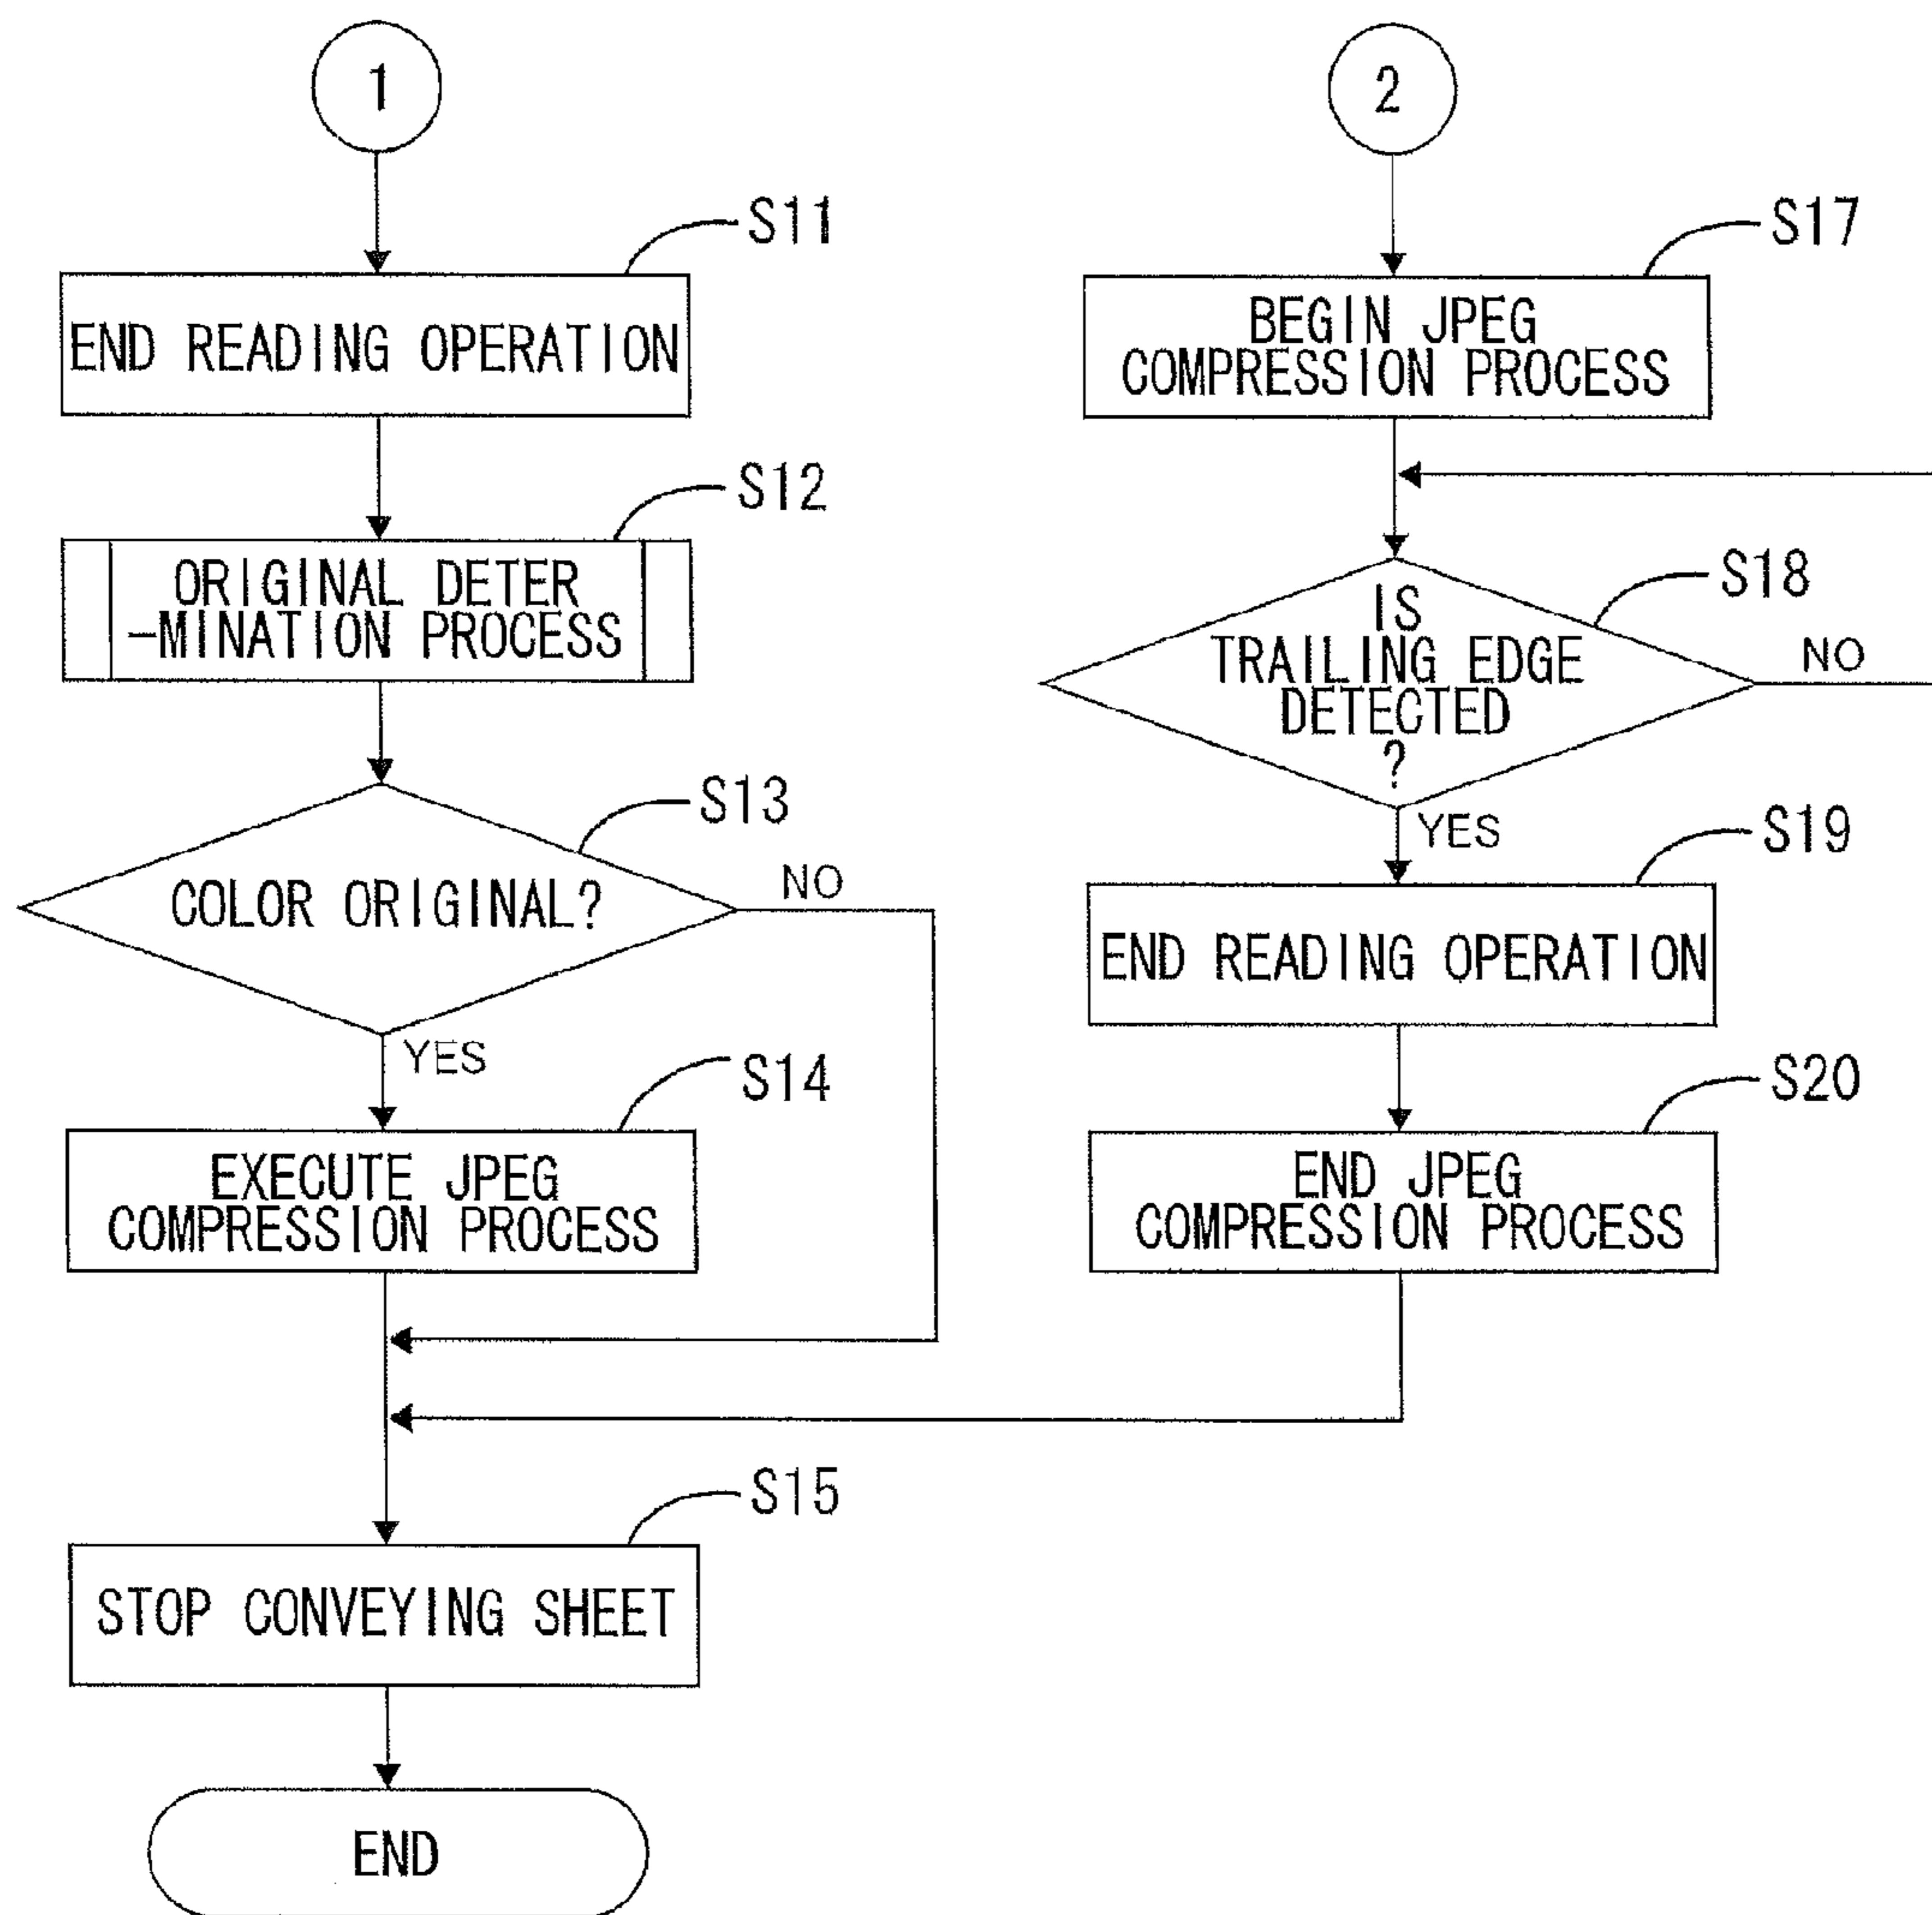 1
S11
END READING OPERATION
S12
ORIGINAL DETER
-MINATION PROCESS
S13
COLOR ORIGINAL?
NO
YES
S14
EXECUTE JPEG
COMPRESSION PROCESS
S15
STOP CONVEYING SHEET
END
2
S17
BEGIN JPEG
COMPRESSION PROCESS
S18
IS
TRAILING EDGE
DETECTED
?
NO
YES
S19
END READING OPERATION
S20
END JPEG
COMPRESSION PROCESS